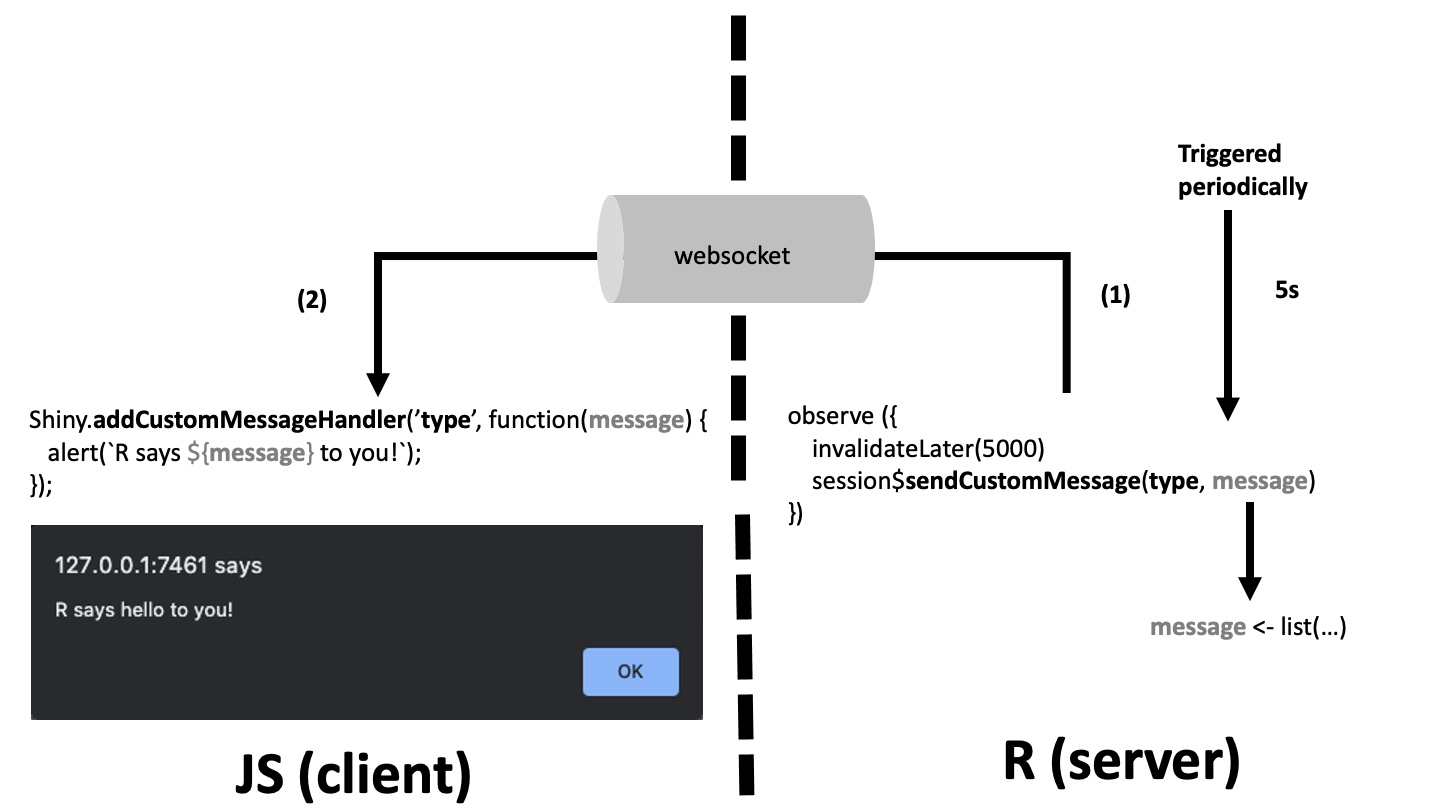 Triggered
periodically
websocket
(2)
(1)
5s
Shiny.addCustomMessageHandler(’type’, function(message) {
alert(`R says ${message} to you!`);
});
observe ({
invalidateLater(5000)
session$sendCustomMessage(type, message)
})
127.0.0.1:7461 says
R says hello to you!
OK
message <- list(…)
JS (client)
R (server)